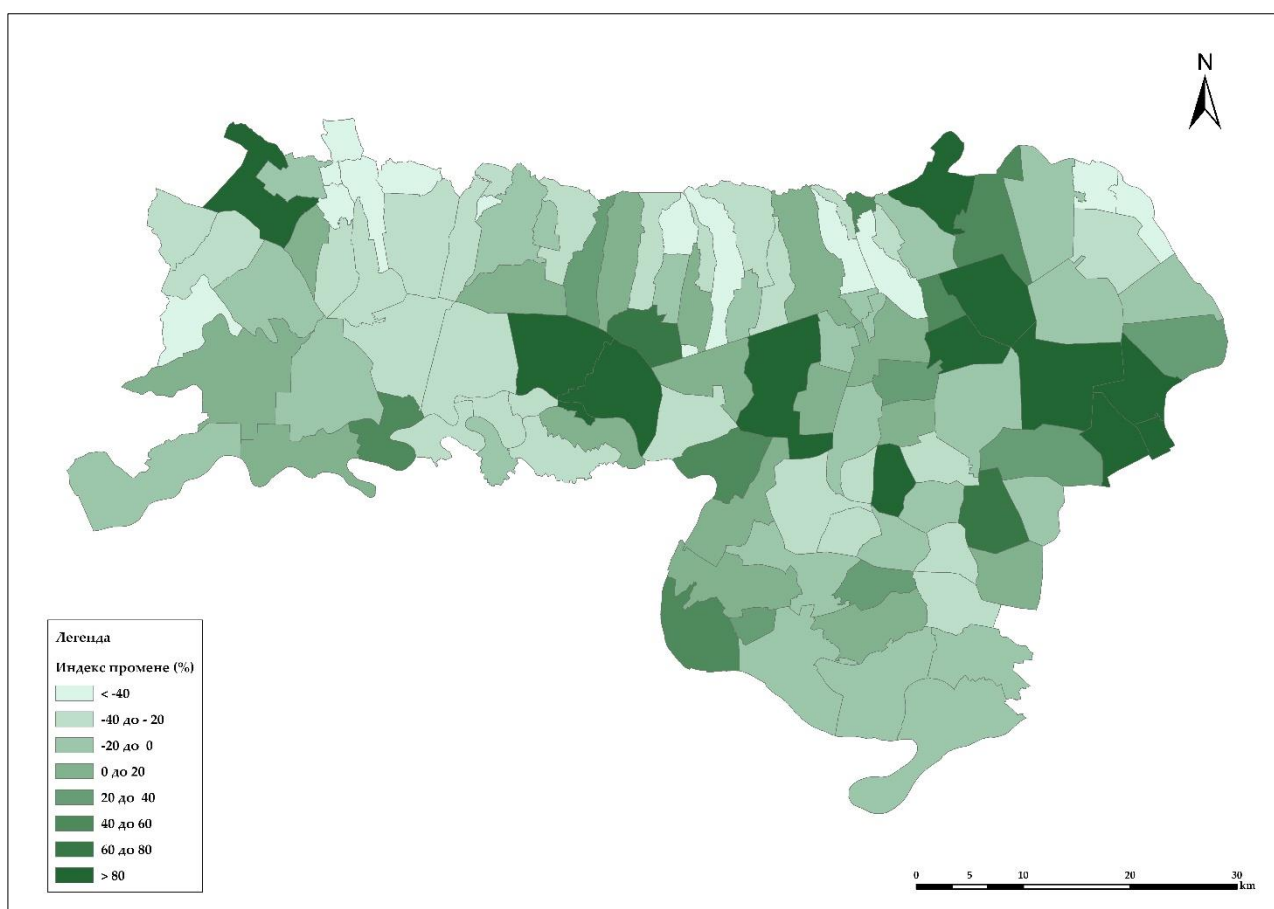 N
Легенда
Индекс промене (%)
< -40
-40 до - 20
-20 до 0
0 до 20
20 до 40
40 до 60
60 до 80
> 80
0 5 10 20 30
km